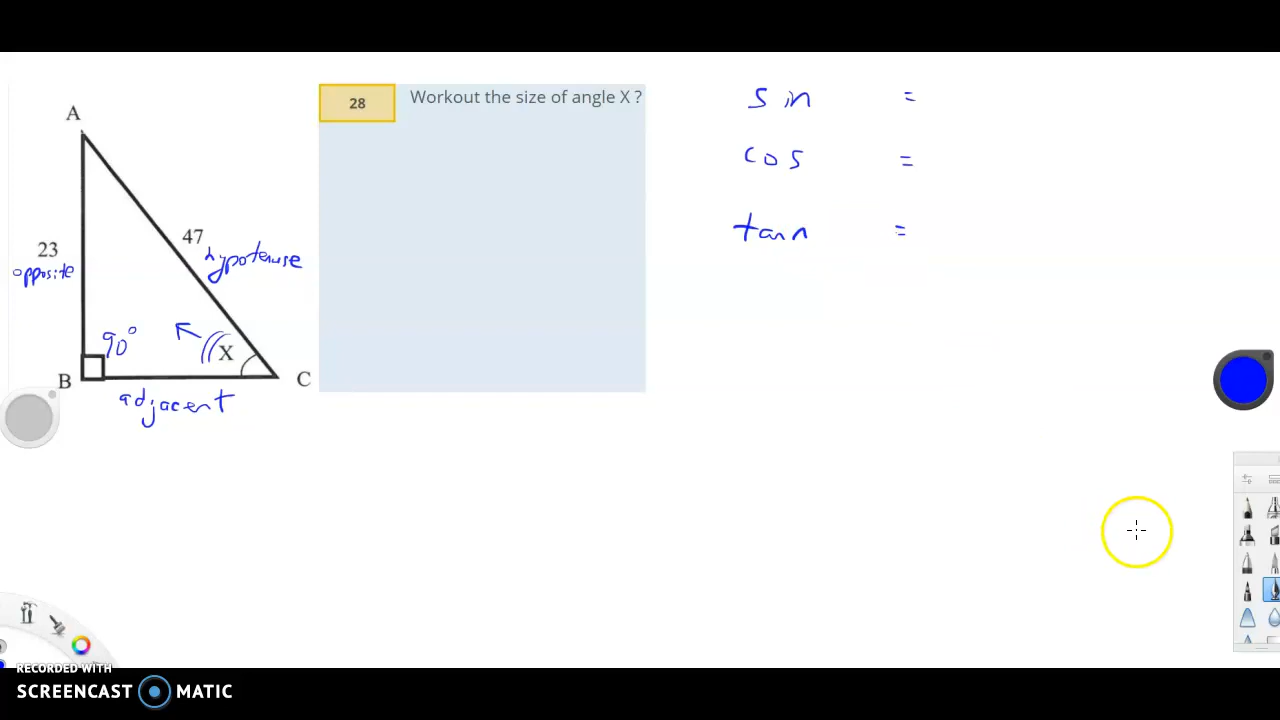 28
Workout the size of angle X ?
A
23
opposite
47
hypotenuse
90°
X
B
C
adjacent
sin =
cos =
tan =
RECORDED WITH
SCREENCAST MATIC